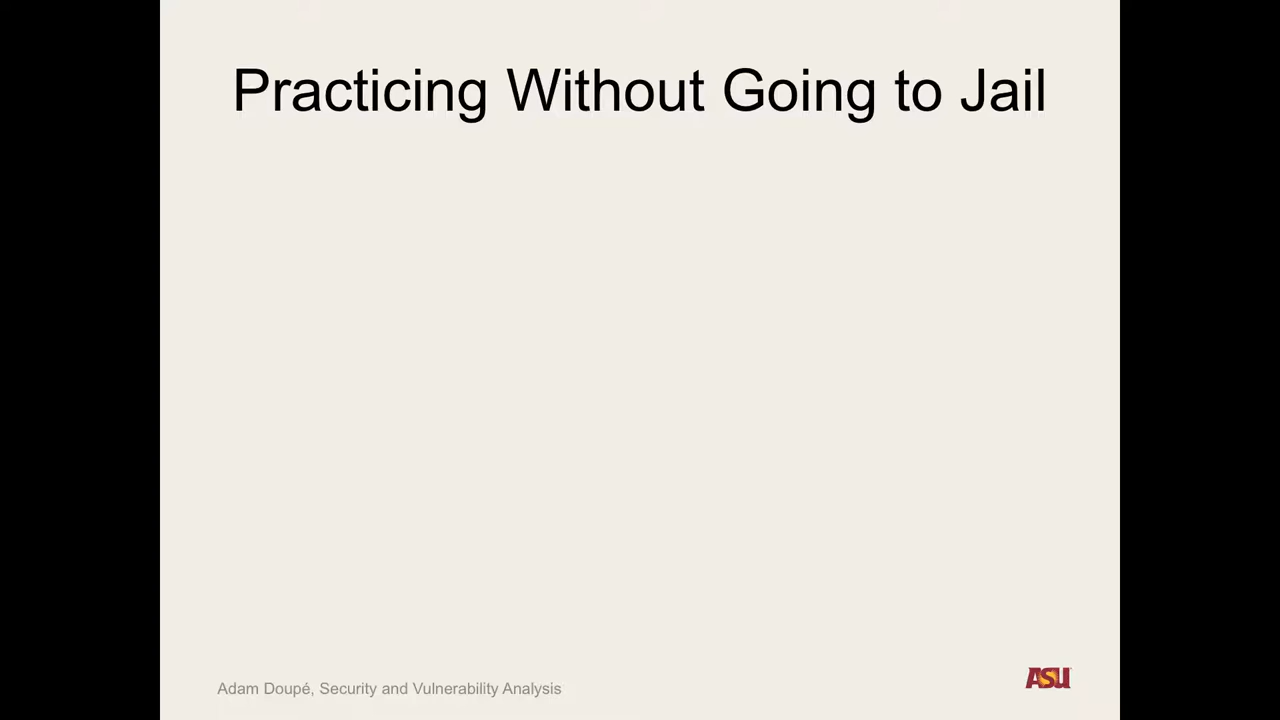 Practicing Without Going to Jail
Adam Doupé, Security and Vulnerability Analysis
ASU